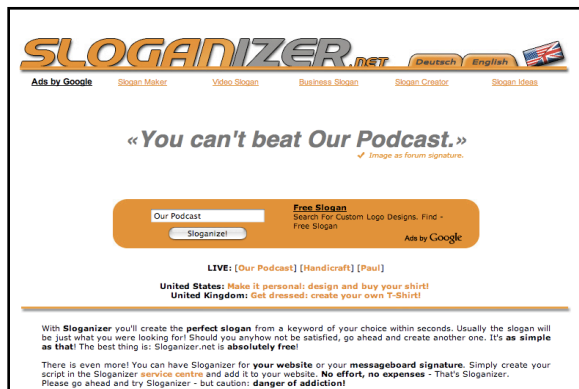 SLOGANIZER.NET
Deutsch English
Ads by Google Slogan Maker Video Slogan Business Slogan Slogan Creator Slogan Ideas
«You can't beat Our Podcast.»
Image as forum signature.
Our Podcast
Sloganize!
Free Slogan
Search For Custom Logo Designs. Find -
Free Slogan
Ads by Google
LIVE: [Our Podcast] [Handicraft] [Paul]
United States: Make it personal: design and buy your shirt!
United Kingdom: Get dressed: create your own T-Shirt!
With Sloganizer you'll create the perfect slogan from a keyword of your choice within seconds. Usually the slogan will
be just what you were looking for! Should you anyhow not be satisfied, go ahead and create another one. It's as simple
as that! The best thing is: Sloganizer.net is absolutely free!
There is even more! You can have Sloganizer for your website or your messageboard signature. Simply create your
script in the Sloganizer service centre and add it to your website. No effort, no expenses - That's Sloganizer.
Please go ahead and try Sloganizer - but caution: danger of addiction!